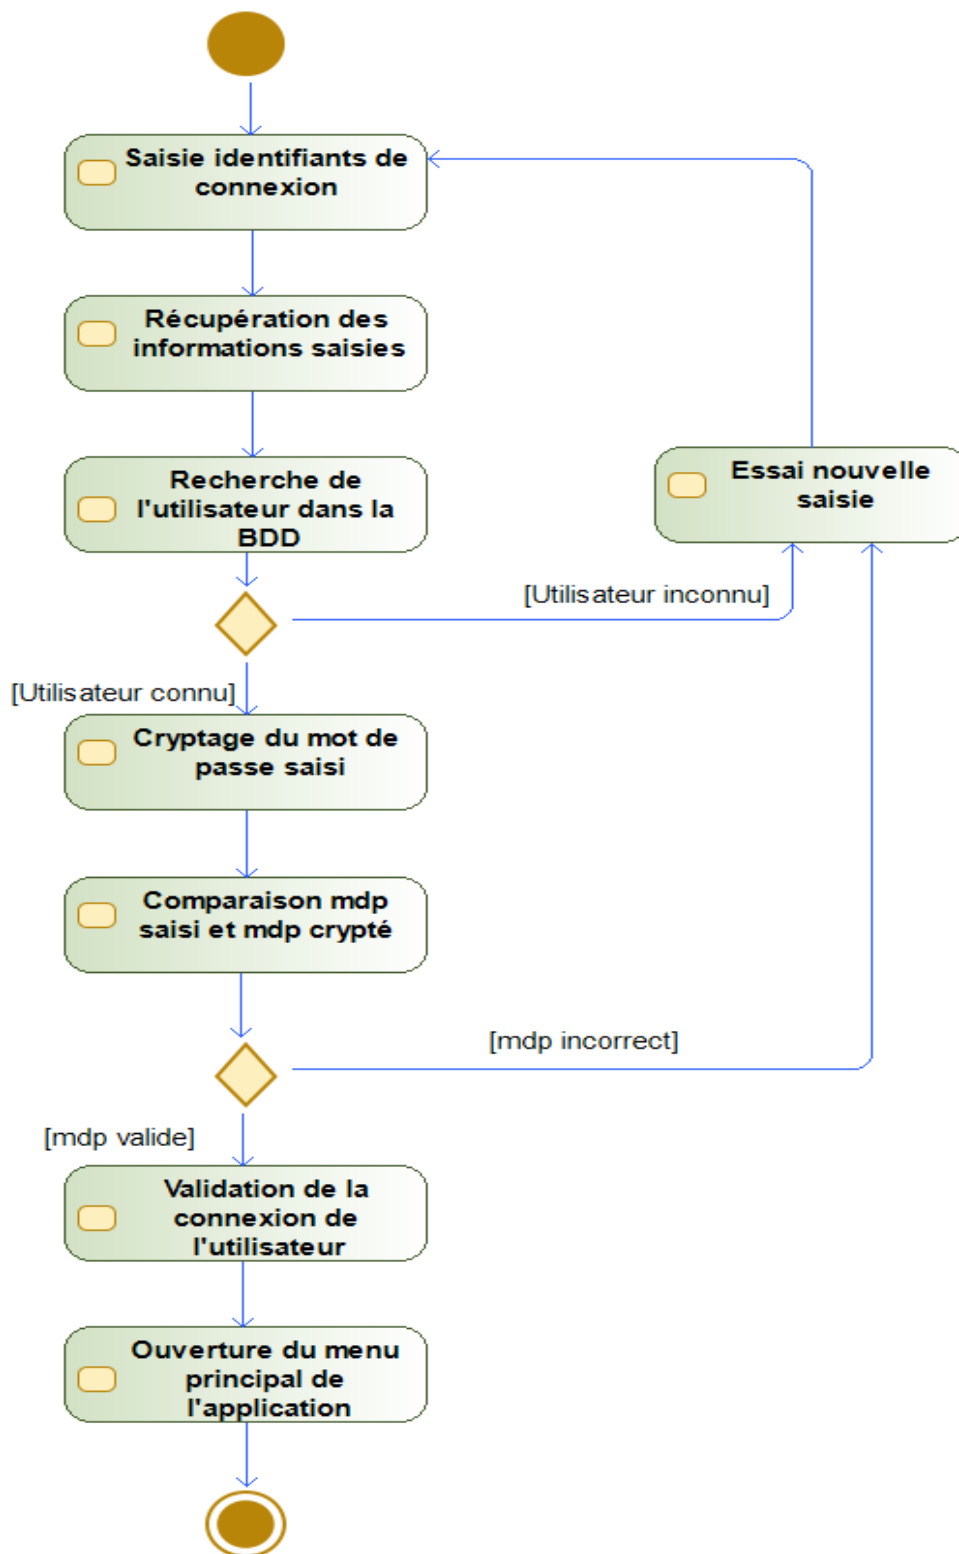 Saisie identifiants de
connexion
Récupération des
informations saisies
Recherche de
l'utilisateur dans la
BDD
Essai nouvelle
saisie
[Utilisateur inconnu]
[Utilisateur connu]
Cryptage du mot de
passe saisi
Comparaison mdp
saisi et mdp crypté
[mdp incorrect]
[mdp valide]
Validation de la
connexion de
l'utilisateur
Ouverture du menu
principal de
l'application